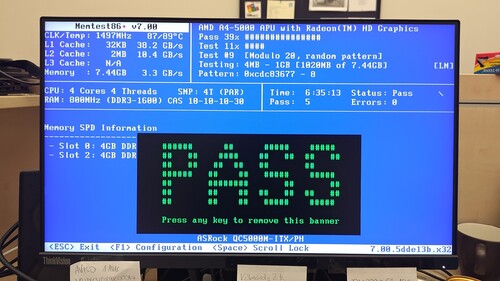 Memtest86+ v7.00
AND A4-5000 APU with Radeon(TM) HD Graphics
CLK/Temp: 1497MHz 87/89°C
Pass 39% ###############
L1 Cache: 32KB 38.2 GB/s
Test 11% ####
L2 Cache: 2MB 10.4 GB/s
Test #9 [Modulo 20, random pattern]
L3 Cache: N/A
Testing: 4MB - 1GB [1020MB of 7.44GB] [LM]
Memory : 7.44GB 3.3 GB/s
Pattern: 0xcdc83677 - 8
CPU: 4 Cores 4 Threads SMP: 4T (PAR)
Time: 6:35:13 Status: Pass \
RAM: 800MHz (DDR3-1600) CAS 10-10-10-30
Pass: 5 Errors: 0
Memory SPD Information
- Slot 0: 4GB DDR
- Slot 2: 4GB DDR
PASS
Press any key to remove this banner
ASRock QC5000M-ITX/PH
<ESC> Exit <F1> Configuration <Space> Scroll Lock 7.00.5dde13b.x32
ThinkVision